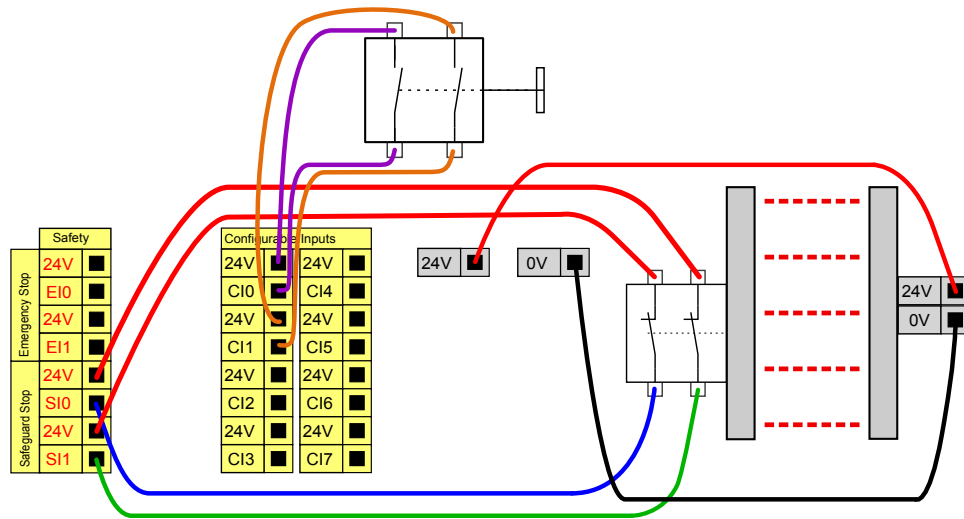 Safety
Emergency Stop
24V
EI0
24V
EI1
Safeguard Stop
24V
SI0
24V
SI1
Configurable Inputs
24V 24V
CI0 CI4
24V 24V
CI1 CI5
24V 24V
CI2 CI6
24V 24V
CI3 CI7
24V 0V
24V
0V